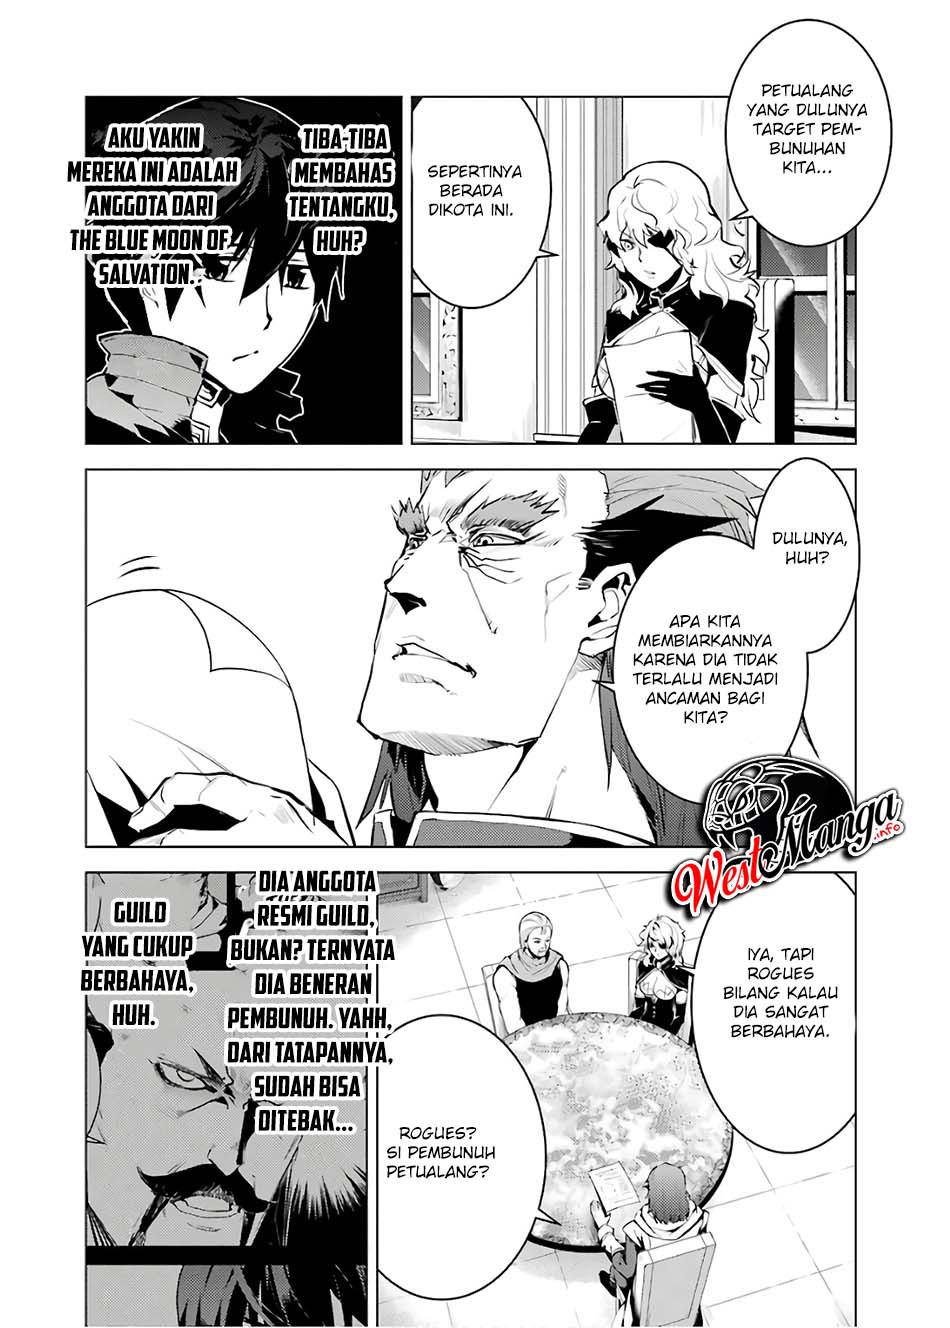 PETUALANG
YANG DULUNYA
TARGET PEM-
BUNUHAN
KITA...
SEPERTINYA
BERADA
DIKOTA INI.
TIBA-TIBA
MEMBAHAS
TENTANGKU,
HUH?
AKU YAKIN
MEREKA INI ADALAH
ANGGOTA DARI
THE BLUE MOON OF
SALVATION.
DULUNYA,
HUH?
APA KITA
MEMBIARKANNYA
KARENA DIA TIDAK
TERLALU MENJADI
ANCAMAN BAGI
KITA?
WestManga
.info
IYA, TAPI
ROGUES
BILANG KALAU
DIA SANGAT
BERBAHAYA.
ROGUES?
SI PEMBUNUH
PETUALANG?
DIA ANGGOTA
RESMI GUILD,
BUKAN? TERNYATA
DIA BENERAN
PEMBUNUH. YAHH,
DARI TATAPANNYA,
SUDAH BISA
DITEBAK...
GUILD
YANG CUKUP
BERBAHAYA,
HUH.